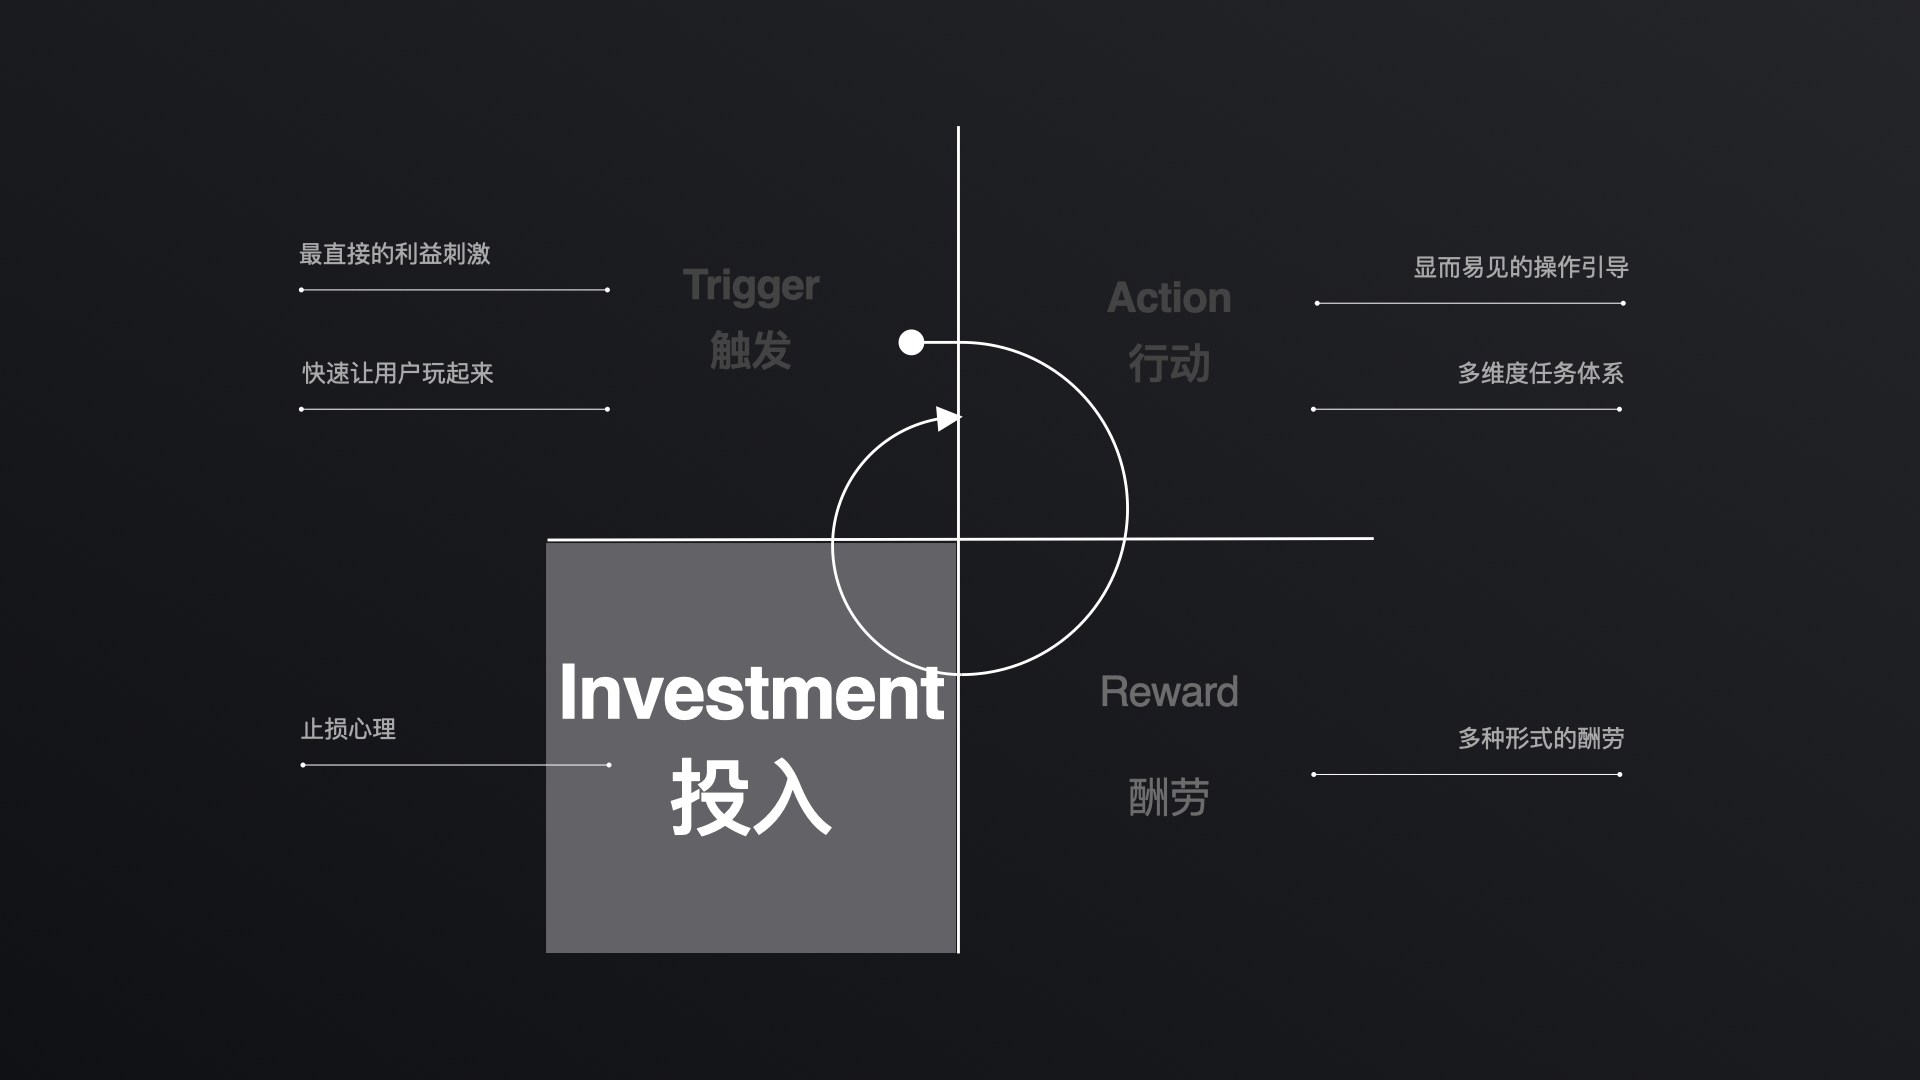 最直接的利益刺激
快速让用户玩起来
Trigger
触发
Action
行动
显而易见的操作引导
多维度任务体系
止损心理
Investment
投入
Reward
酬劳
多种形式的酬劳